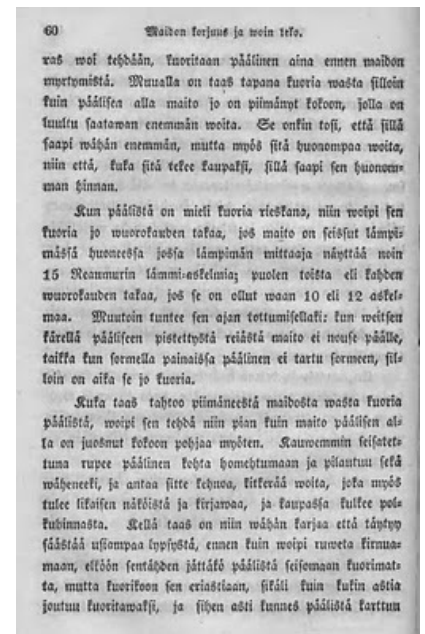 60 Maidon korjuus ja woin teko.
ras woi tehdään, kuoritaan päälinen aina ennen maidon
myrtymistä. Muualla on taas tapana kuoria wasta silloin
kuin päälisen alla maito jo on piimänyt kokoon, jolla on
luultu saatawan enemmän woita. Se onkin tosi, että sillä
saapi wähän enemmän, mutta myös sitä huonompaa woita,
niin että, kuka sitä tekee kaupaksi, sillä saapi sen huonom=
man hinnan.
Kun päälistä on mieli kuoria rieskana, niin woipi sen
kuoria jo wuorokauden takaa, jos maito on seissut lämpi=
mässä huoneessa jossa lämpimän mittaaja näyttää noin
15 Reaumurin lämmi=askelmia; puolen toista eli kahden
wuorokauden takaa, jos se on ollut waan 10 eli 12 askel=
maa. Muutoin tuntee sen ajan tottumisellaki: kun weitsen
kärellä pääliseen pistettystä reiästä maito ei nouse päälle,
taikka kun sormella painaissa päälinen ei tartu sormeen, sil=
loin on aika se jo kuoria.
Kuka taas tahtoo piimäneestä maidosta wasta kuoria
päälistä, woipi sen tehdä niin pian kuin maito päälisen al=
la on juosnut kokoon pohjaa myöten. Kauwemmin seisatet=
tuna rupee päälinen kohta homehtumaan ja pilautuu sekä
wäheneeki, ja antaa sitte kehnoa, kitkerää woita, joka myös
tulee likaisen näköistä ja kirjawaa, ja kaupassa kulkee pol=
kuhinnasta. Kellä taas on niin wähän karjaa että täytyy
säästää usiampaa lypsystä, ennen kuin woipi ruweta kirnua=
maan, elköön sentähden jättäkö päälistä seisomaan kuorimat=
ta, mutta kuorikoon sen eriastiaan, sikäli kuin kukin astia
joutuu kuoritawaksi, ja siihen asti kunnes päälistä karttuu